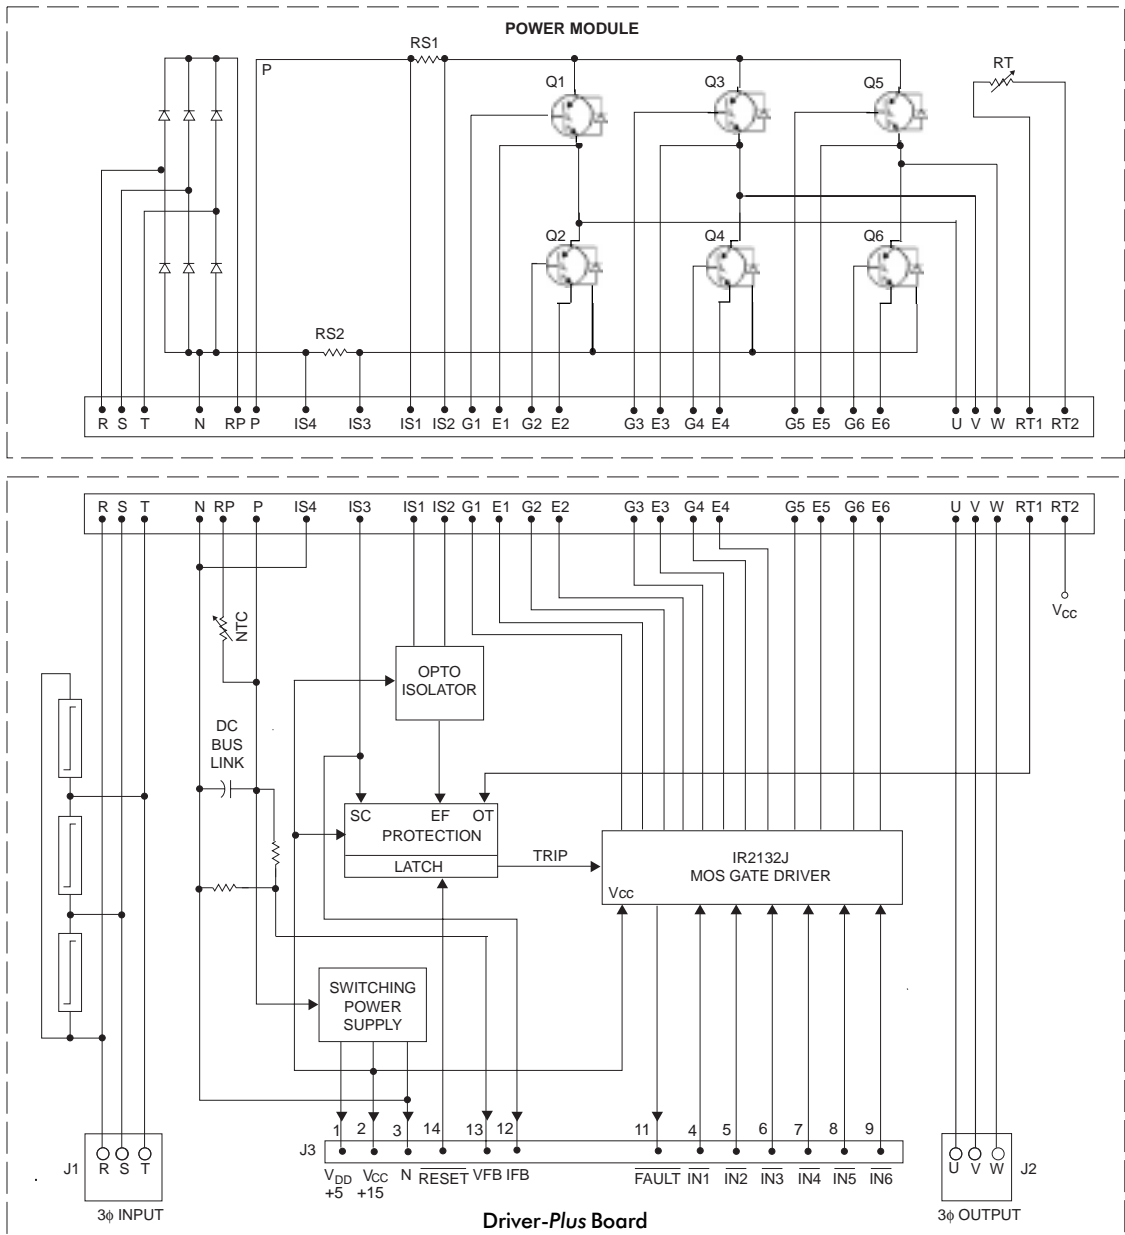 POWER MODULE
RS1
P
RT
Q1
Q3
Q5
Q2
Q4
Q6
RS2
R S T N RP P IS4 IS3 IS1 IS2 G1 E1 G2 E2 G3 E3 G4 E4 G5 E5 G6 E6 U V W RT1 RT2
R S T N RP P IS4 IS3 IS1 IS2 G1 E1 G2 E2 G3 E3 G4 E4 G5 E5 G6 E6 U V W RT1 RT2
NTC
VCC
OPTO
ISOLATOR
DC
BUS
LINK
SC EF OT
PROTECTION
LATCH
TRIP
IR2132J
MOS GATE DRIVER
Vcc
SWITCHING
POWER
SUPPLY
1 2 3 14 13 12 11 4 5 6 7 8 9
J3
J1 R S T
U V W J2
VDD
+5
VCC
+15
N RESET VFB IFB FAULT IN1 IN2 IN3 IN4 IN5 IN6
3ϕ INPUT
3ϕ OUTPUT
Driver-Plus Board